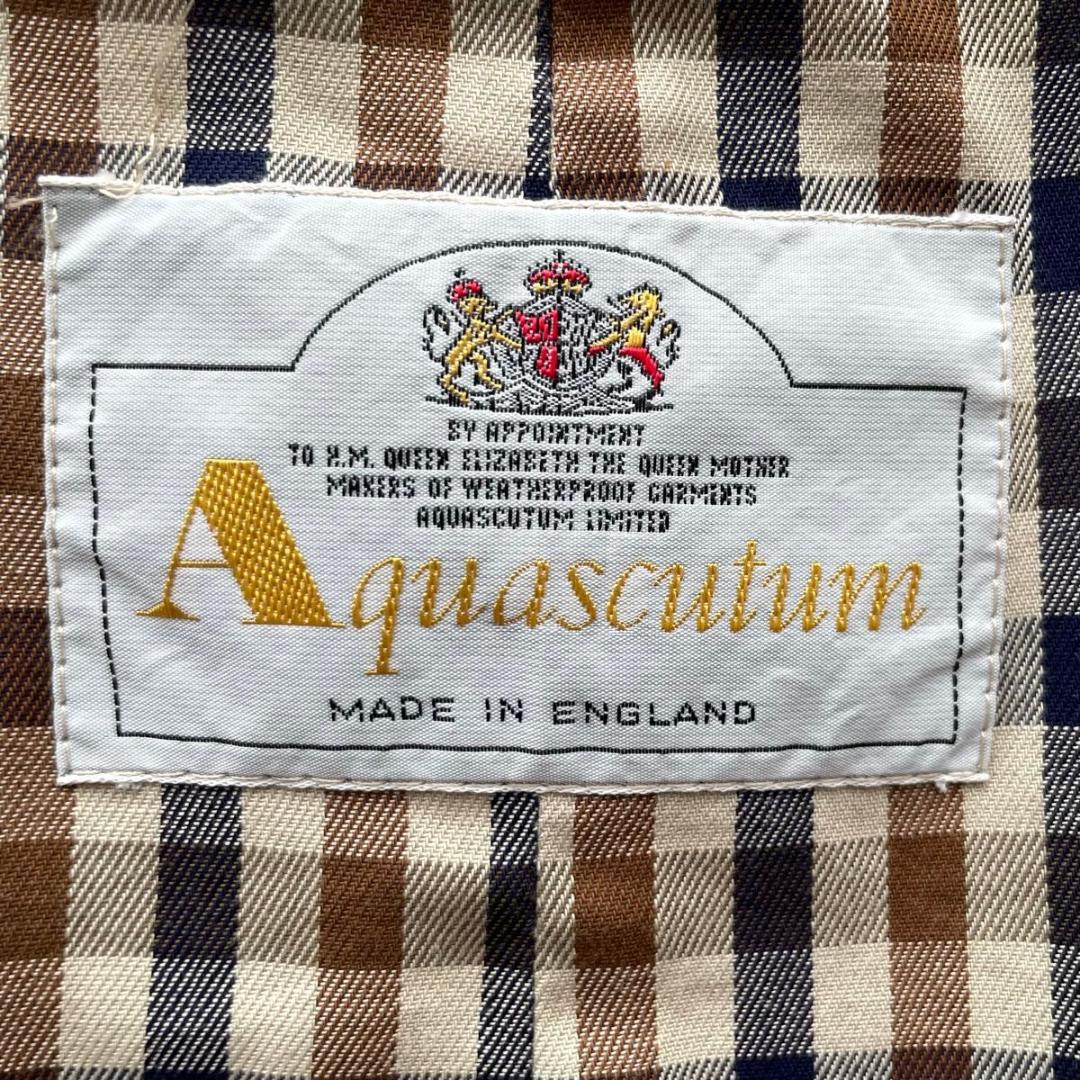 BY APPOINTMENT
TO H.M. QUEEN ELIZABETH THE QUEEN MOTHER
MAKERS OF WEATHERPROOF GARMENTS
AQUASCUTUM LIMITED
Aquascutum
MADE IN ENGLAND